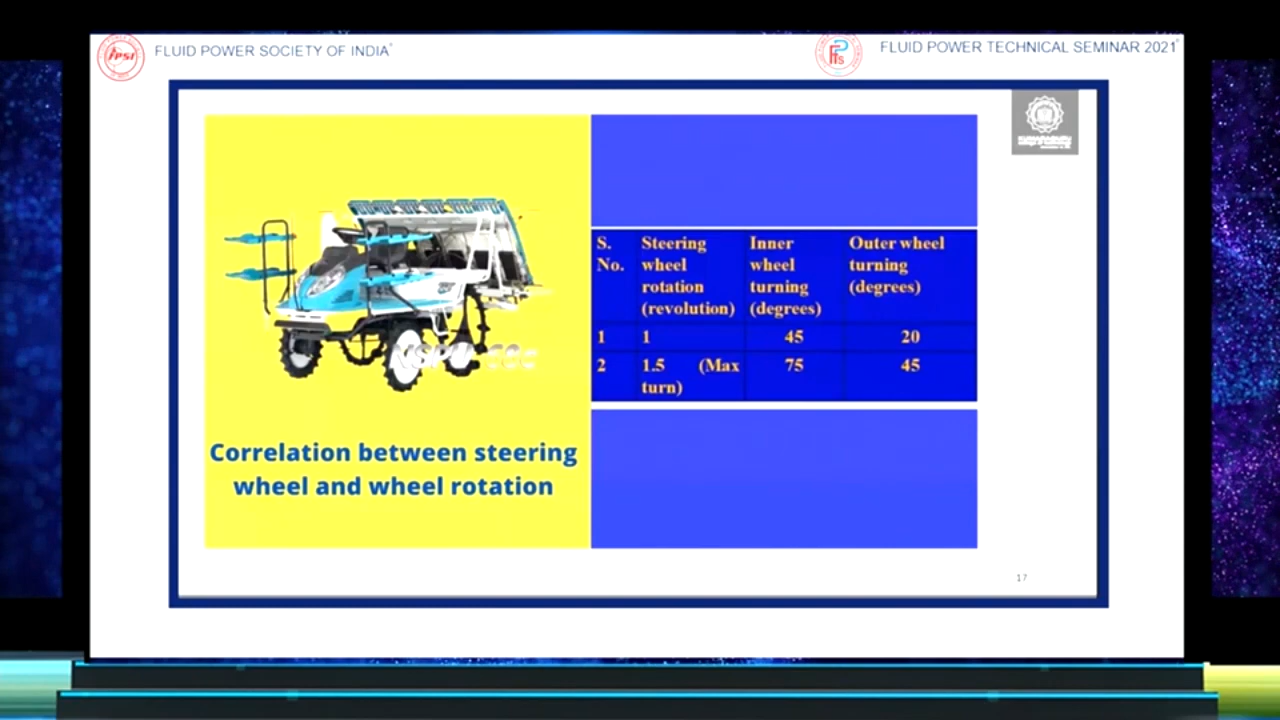 FLUID POWER SOCIETY OF INDIA
FLUID POWER TECHNICAL SEMINAR 2021
Correlation between steering
wheel and wheel rotation
S. No. Steering wheel rotation (revolution) Inner wheel turning (degrees) Outer wheel turning (degrees)
1 1 45 20
2 1.5 (Max turn) 75 45
17